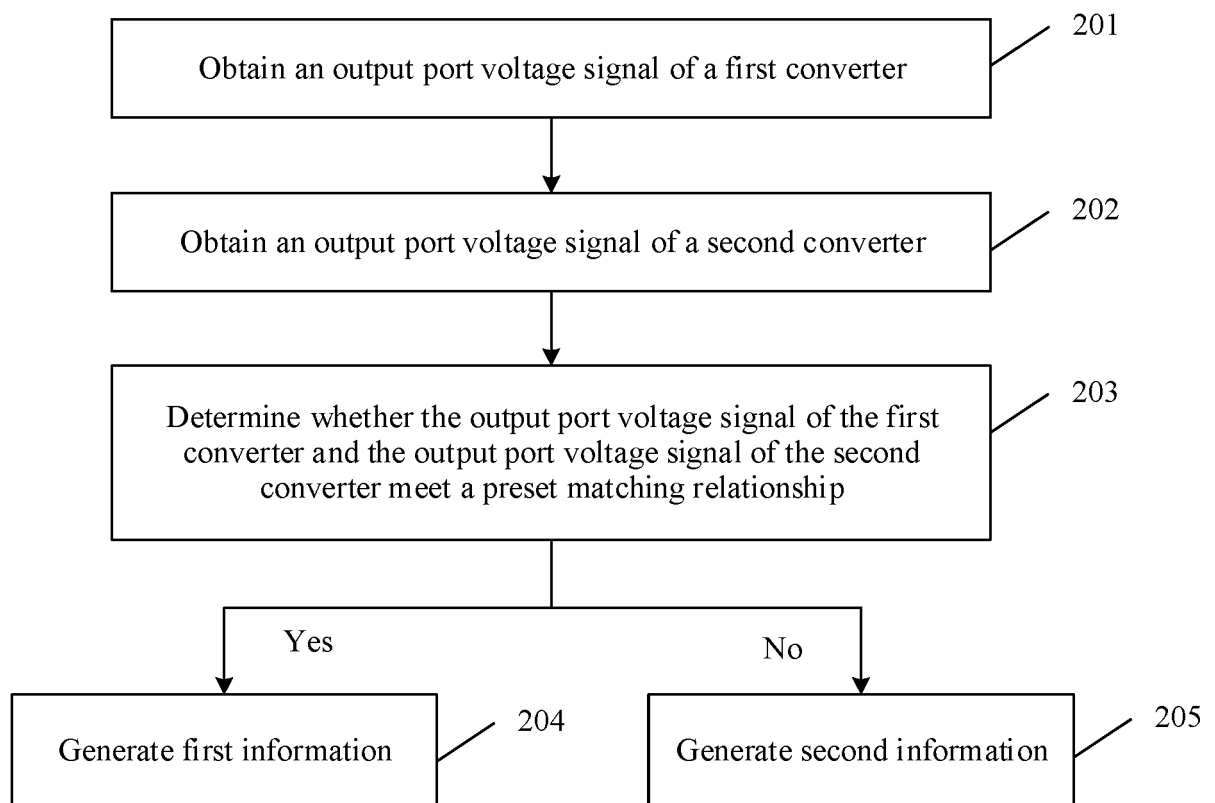 201
Obtain an output port voltage signal of a first converter
202
Obtain an output port voltage signal of a second converter
203
Determine whether the output port voltage signal of the first
converter and the output port voltage signal of the second
converter meet a preset matching relationship
Yes
No
204
Generate first information
205
Generate second information